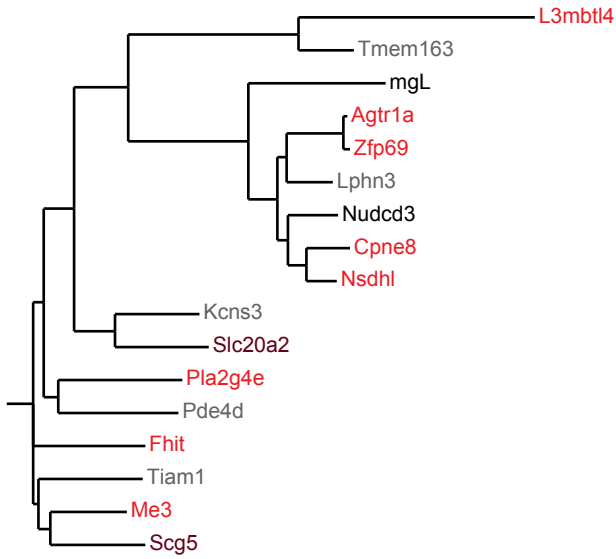 L3mbtl4
Tmem163
mgL
Agtr1a
Zfp69
Lphn3
Nudcd3
Cpne8
Nsdhl
Kcns3
Slc20a2
Pla2g4e
Pde4d
Fhit
Tiam1
Me3
Scg5